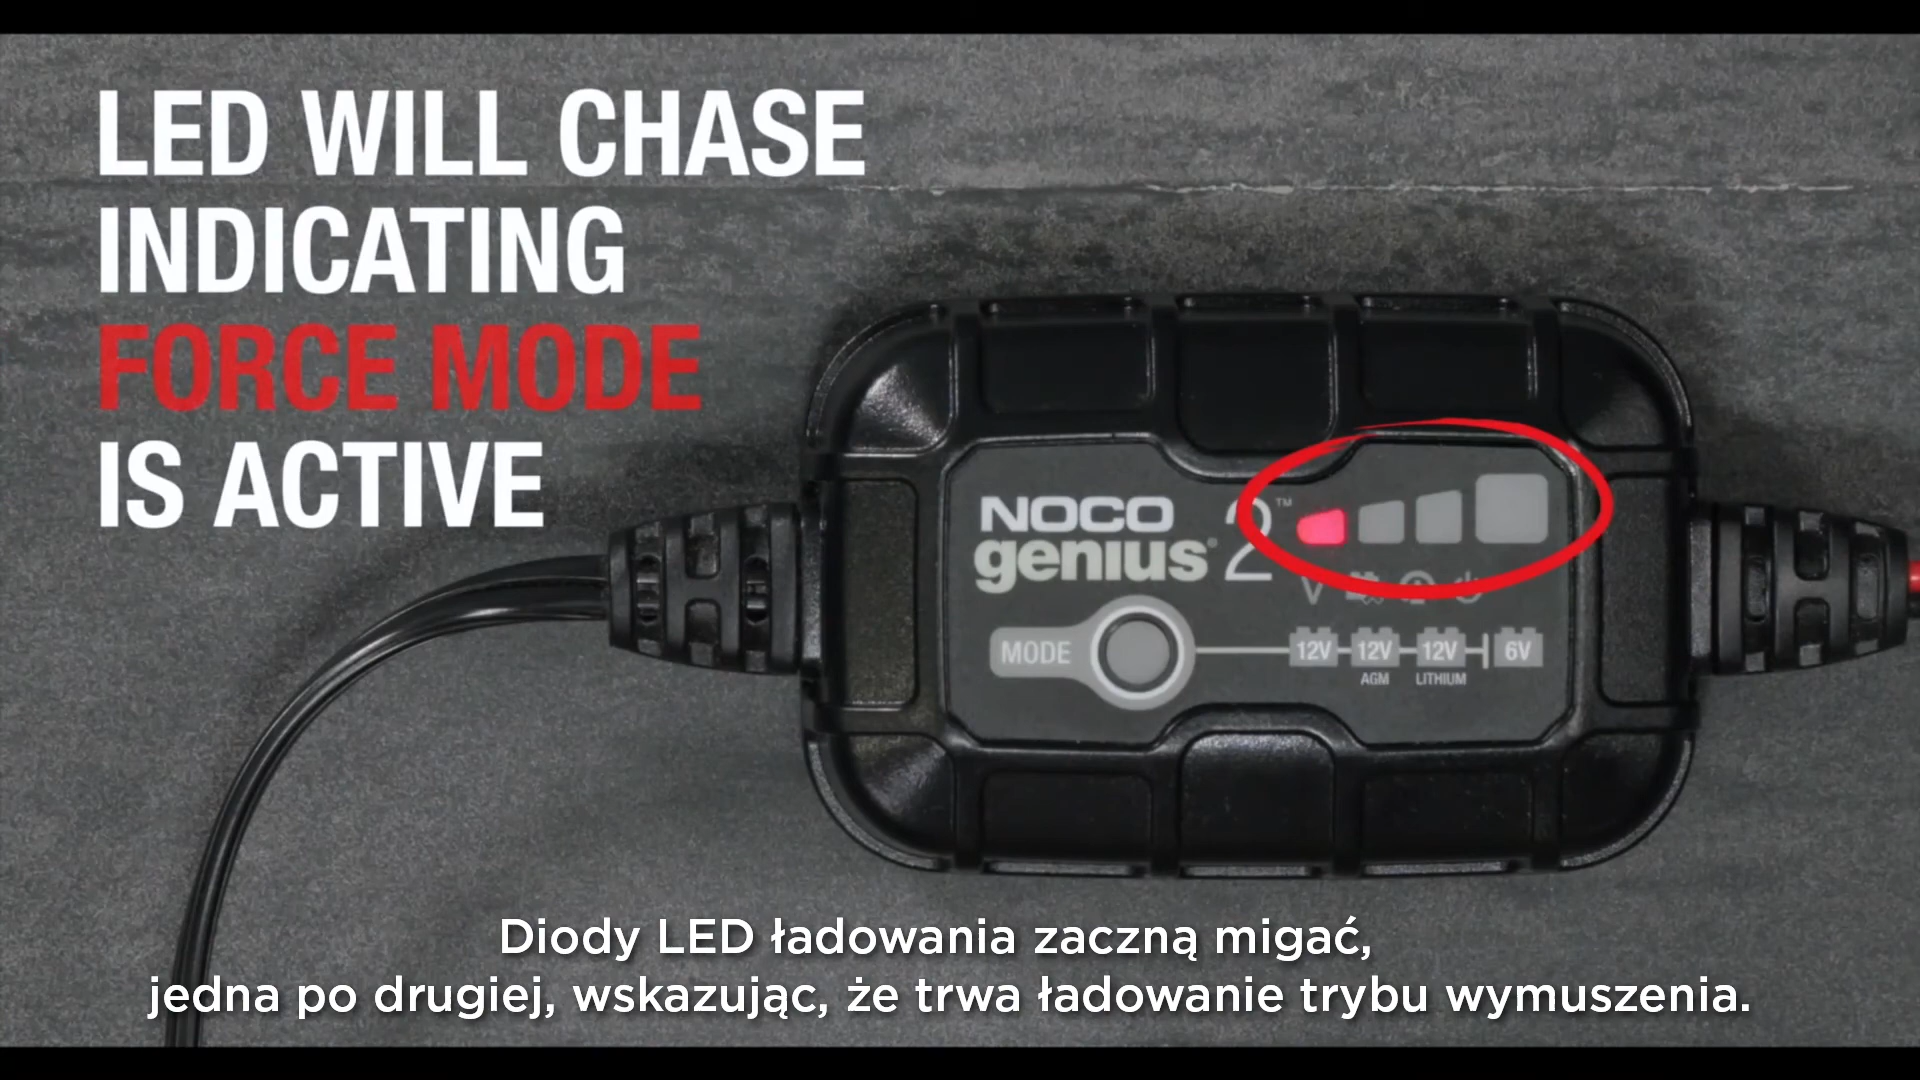 LED WILL CHASE
INDICATING
FORCE MODE
IS ACTIVE
NOCO
genius® 2™
MODE
12V 12V 12V 6V
AGM LITHIUM
Diody LED ładowania zaczną migać,
jedna po drugiej, wskazując, że trwa ładowanie trybu wymuszenia.